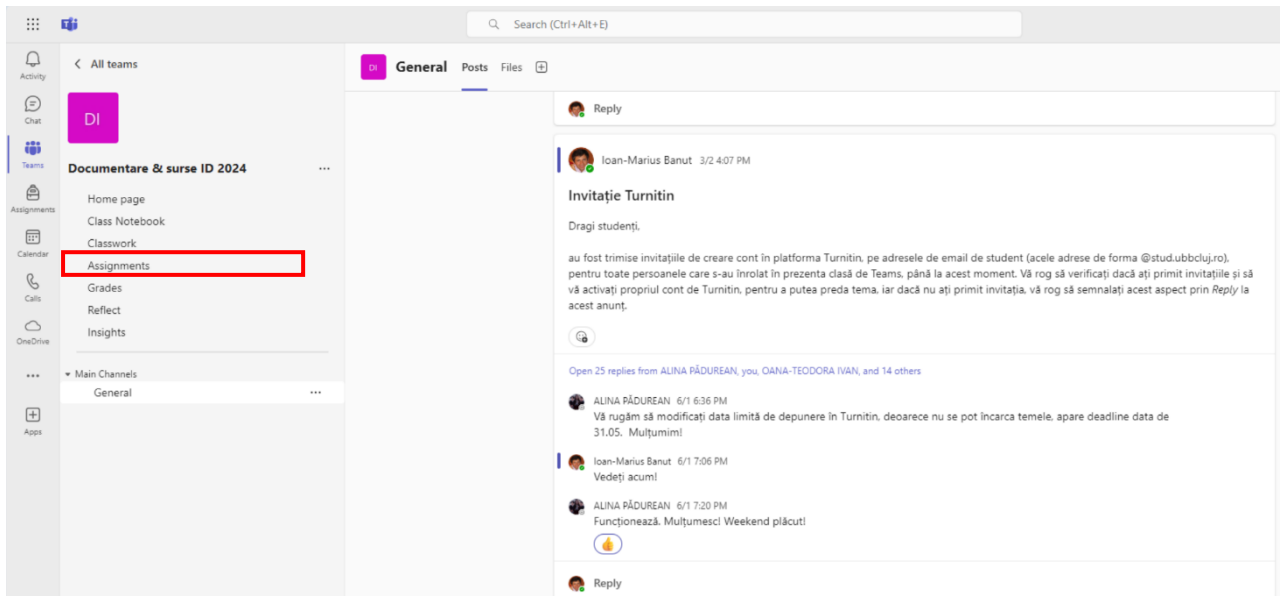 Search (Ctrl+Alt+E)
Activity
Chat
Teams
Assignments
Calendar
Calls
OneDrive
Apps
All teams
DI
Documentare & surse ID 2024
Home page
Class Notebook
Classwork
Assignments
Grades
Reflect
Insights
Main Channels
General
DI General Posts Files
Reply
Ioan-Marius Banut 3/2 4:07 PM
Invitație Turnitin
Dragi studenți,
au fost trimise invitațiile de creare cont în platforma Turnitin, pe adresele de email de student (acele adrese de forma @stud.ubbcluj.ro),
pentru toate persoanele care s-au înrolat în prezenta clasă de Teams, până la acest moment. Vă rog să verificați dacă ați primit invitațiile și să
vă activați propriul cont de Turnitin, pentru a putea preda tema, iar dacă nu ați primit invitația, vă rog să semnalați acest aspect prin Reply la
acest anunț.
Open 25 replies from ALINA PĂDUREAN, you, OANA-TEODORA IVAN, and 14 others
ALINA PĂDUREAN 6/1 6:36 PM
Vă rugăm să modificați data limită de depunere în Turnitin, deoarece nu se pot încarca temele, apare deadline data de
31.05. Mulțumim!
Ioan-Marius Banut 6/1 7:06 PM
Vedeți acum!
ALINA PĂDUREAN 6/1 7:20 PM
Funcționează. Mulțumesc! Weekend plăcut!
Reply